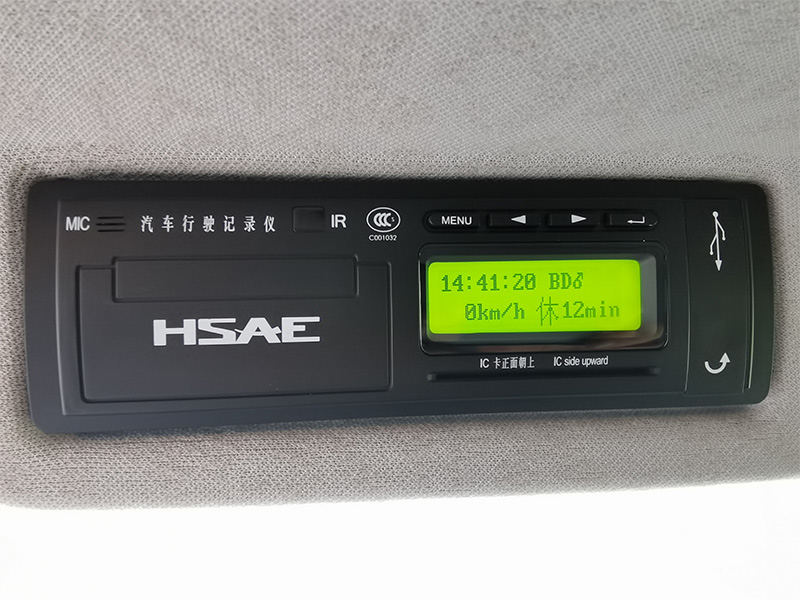 MIC 汽车行驶记录仪 IR CCC S MENU
C001032
14:41:20 BD
0km/h 休12min
HSAE
IC 卡正面朝上 IC side upward